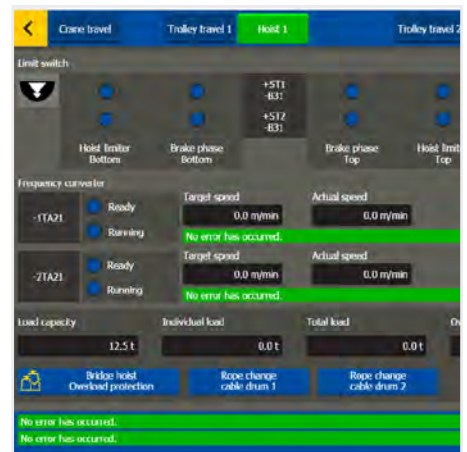 Crane travel Trolley travel 1 Hoist 1 Trolley travel 2
Limit switch
+ST1
-B31
+ST2
-B31
Hoist limiter Brake phase Brake phase Hoist limit
Bottom Bottom Top Top
Frequency converter
Target speed Actual speed
-1TA21 Ready 0.0 m/min 0.0 m/min
Running No error has occurred.
Target speed Actual speed
-2TA21 Ready 0.0 m/min 0.0 m/min
Running No error has occurred.
Load capacity Individual load Total load
12.5 t 0.0 t 0.0 t
Bridge hoist Rope change Rope change
Overload protection cable drum 1 cable drum 2
No error has occurred.
No error has occurred.